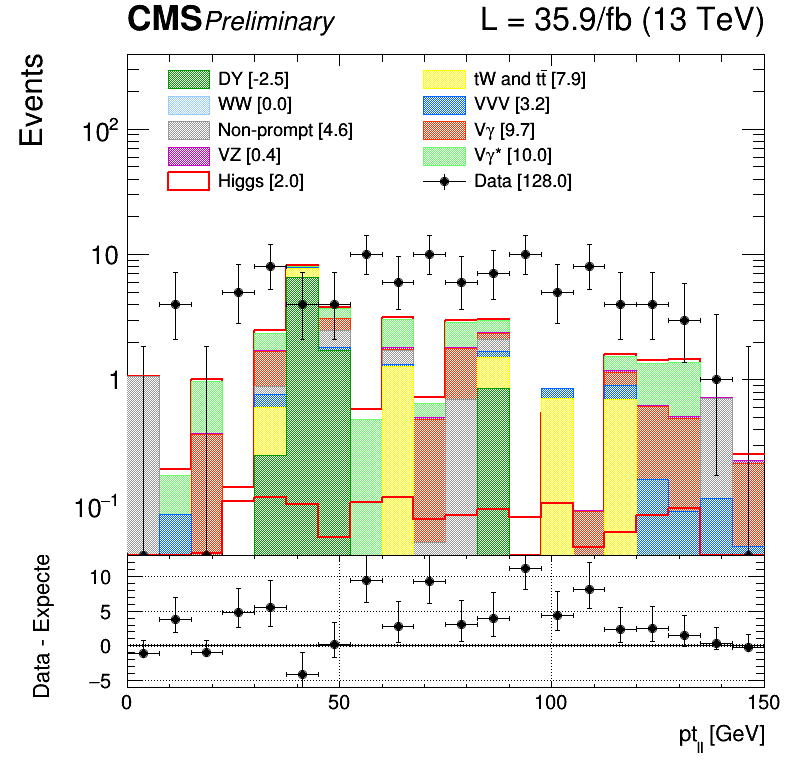 CMS Preliminary L = 35.9/fb (13 TeV)
Events
DY [-2.5]
WW [0.0]
Non-prompt [4.6]
VZ [0.4]
Higgs [2.0]
tW and tt̅ [7.9]
VVV [3.2]
Vγ [9.7]
Vγ* [10.0]
Data [128.0]
10²
10
1
10⁻¹
Data - Expecte
10
5
0
−5
0 50 100 150
pt_ll [GeV]